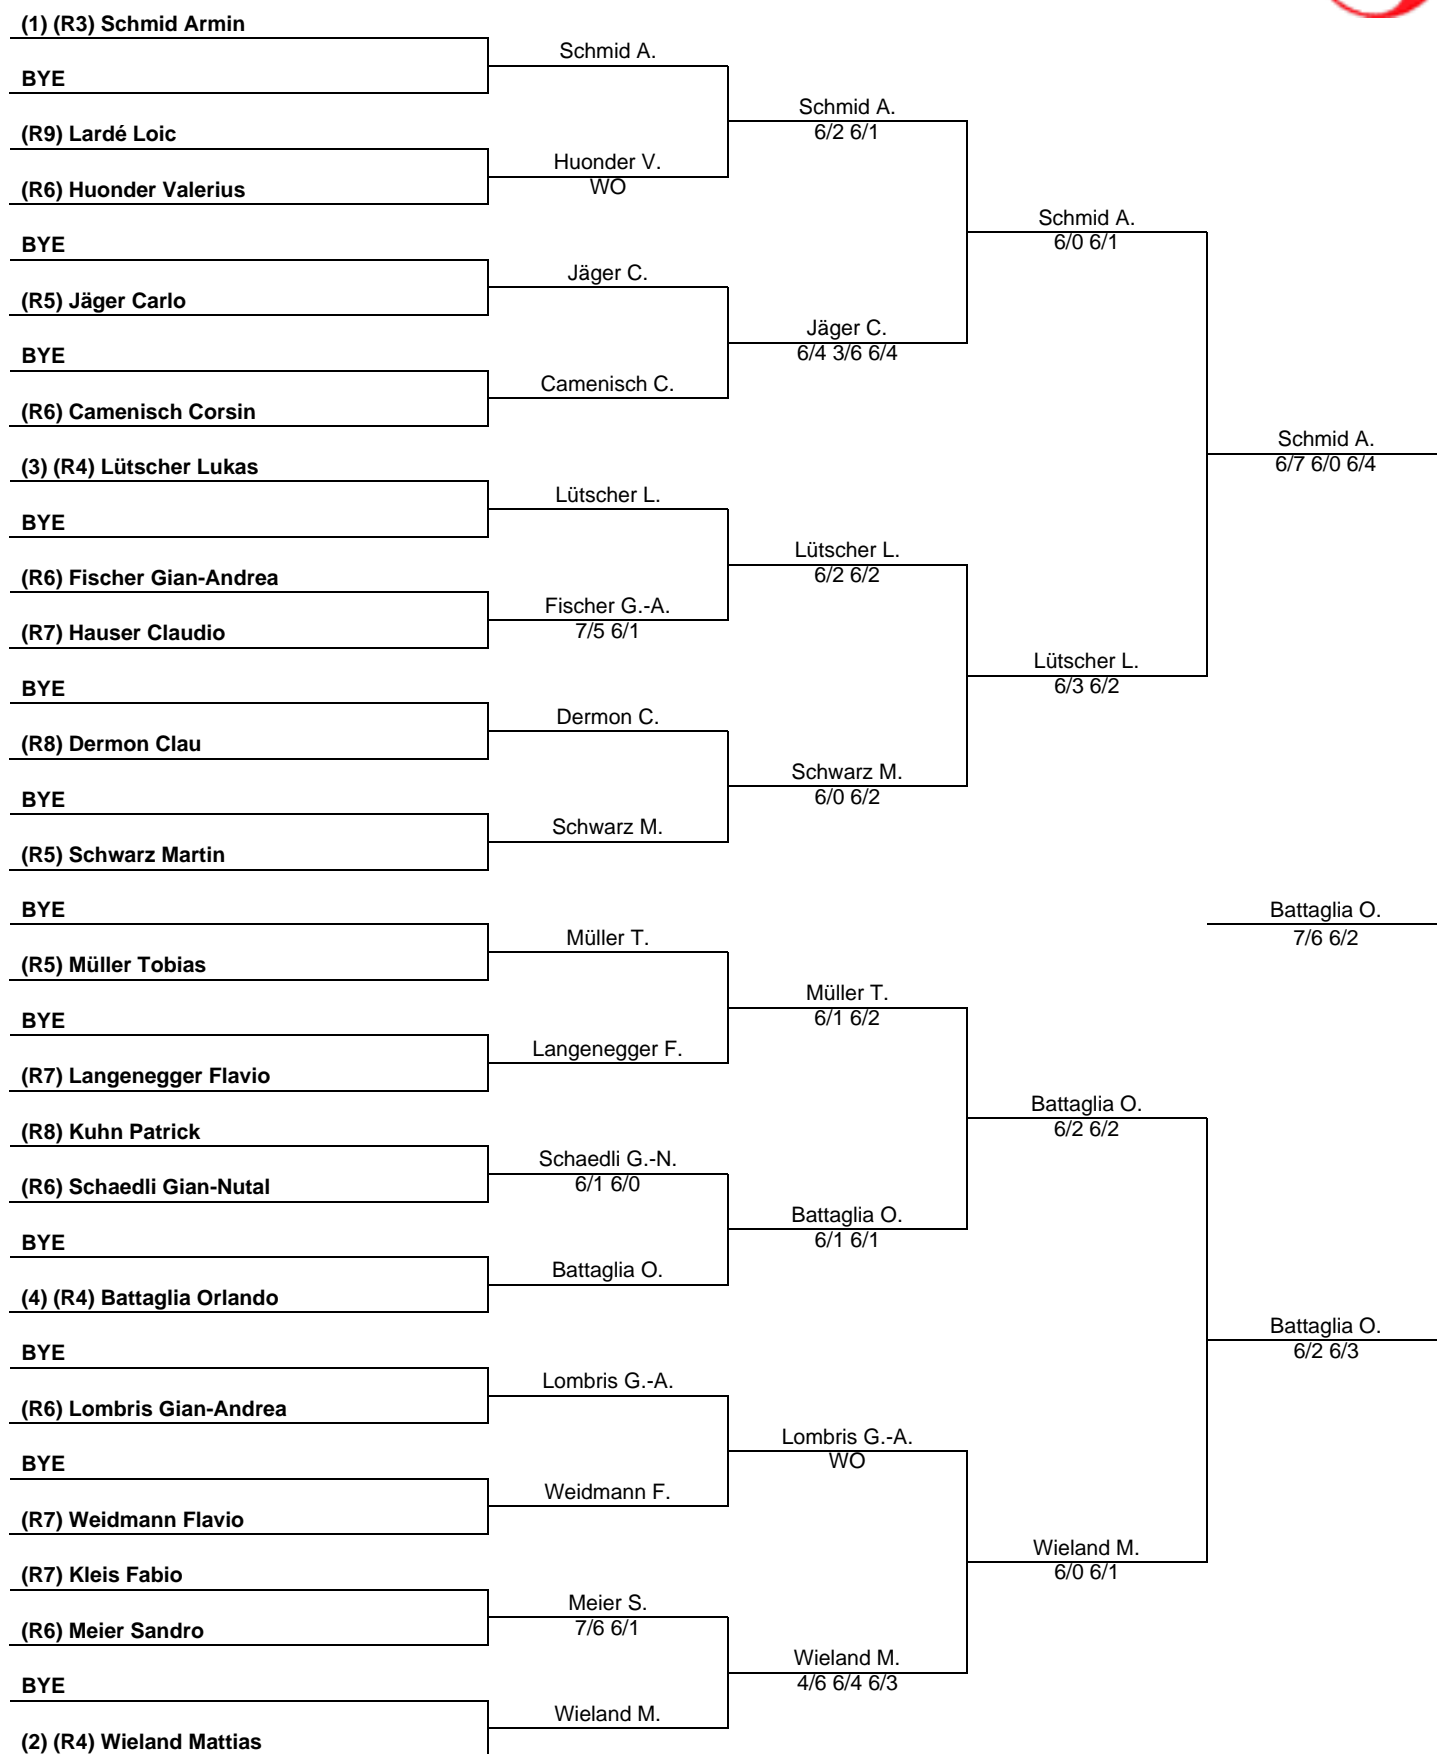 (1) (R3) Schmid Armin
BYE
(R9) Lardé Loic
(R6) Huonder Valerius
BYE
(R5) Jäger Carlo
BYE
(R6) Camenisch Corsin
(3) (R4) Lütscher Lukas
BYE
(R6) Fischer Gian-Andrea
(R7) Hauser Claudio
BYE
(R8) Dermon Clau
BYE
(R5) Schwarz Martin
BYE
(R5) Müller Tobias
BYE
(R7) Langenegger Flavio
(R8) Kuhn Patrick
(R6) Schaedli Gian-Nutal
BYE
(4) (R4) Battaglia Orlando
BYE
(R6) Lombris Gian-Andrea
BYE
(R7) Weidmann Flavio
(R7) Kleis Fabio
(R6) Meier Sandro
BYE
(2) (R4) Wieland Mattias
Schmid A.
Huonder V.
WO
Jäger C.
Camenisch C.
Lütscher L.
Fischer G.-A.
7/5 6/1
Dermon C.
Schwarz M.
Müller T.
Langenegger F.
Schaedli G.-N.
6/1 6/0
Battaglia O.
Lombris G.-A.
Weidmann F.
Meier S.
7/6 6/1
Wieland M.
Schmid A.
6/2 6/1
Jäger C.
6/4 3/6 6/4
Lütscher L.
6/2 6/2
Schwarz M.
6/0 6/2
Müller T.
6/1 6/2
Battaglia O.
6/1 6/1
Lombris G.-A.
WO
Wieland M.
4/6 6/4 6/3
Schmid A.
6/0 6/1
Lütscher L.
6/3 6/2
Battaglia O.
6/2 6/2
Wieland M.
6/0 6/1
Schmid A.
6/7 6/0 6/4
Battaglia O.
7/6 6/2
Battaglia O.
6/2 6/3